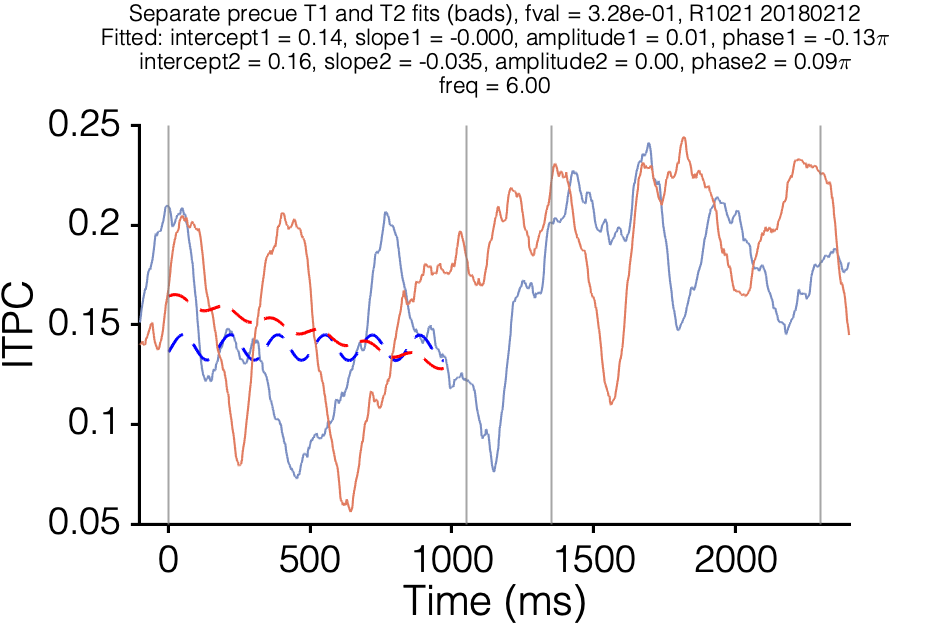 Separate precue T1 and T2 fits (bads), fval = 3.28e-01, R1021 20180212
Fitted: intercept1 = 0.14, slope1 = -0.000, amplitude1 = 0.01, phase1 = -0.13π
intercept2 = 0.16, slope2 = -0.035, amplitude2 = 0.00, phase2 = 0.09π
freq = 6.00
0.25
0.2
0.15
0.1
0.05
ITPC
0 500 1000 1500 2000
Time (ms)